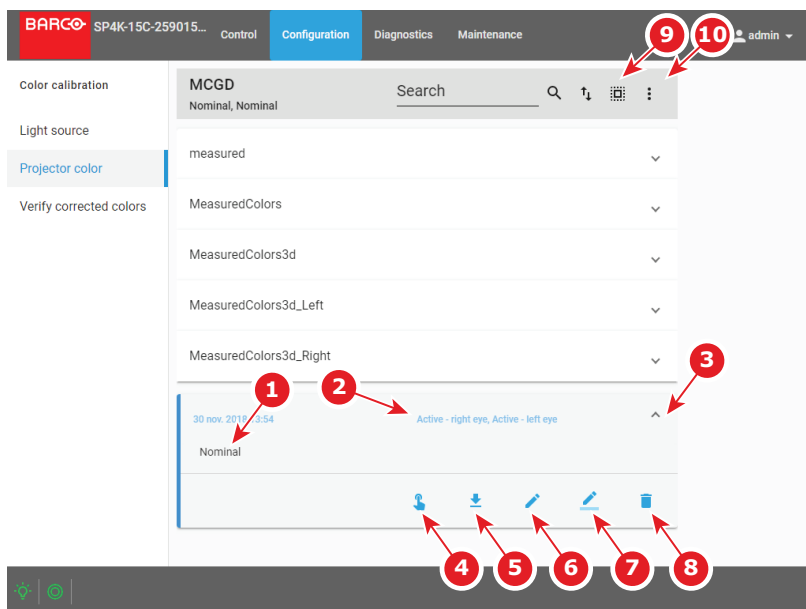 BARCO SP4K-15C-259015... Control Configuration Diagnostics Maintenance 9 10 admin
Color calibration
Light source
Projector color
Verify corrected colors
MCGD
Nominal, Nominal
Search
measured
MeasuredColors
MeasuredColors3d
MeasuredColors3d_Left
MeasuredColors3d_Right
1 2 3
30 nov. 2018 3:54 Active - right eye, Active - left eye
Nominal
4 5 6 7 8